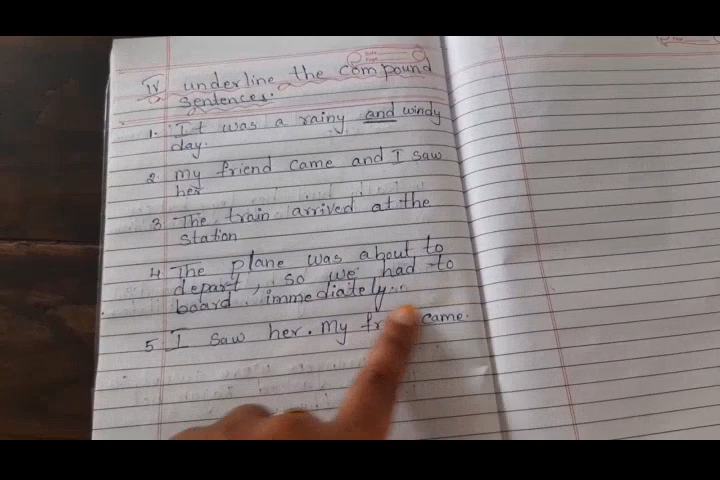 IV underline the compound
sentences.
1. It was a rainy and windy
day.
2. my friend came and I saw
her
3. The train arrived at the
station
4. The plane was about to
depart, so we had to
board immediately.
5 I saw her. My came.